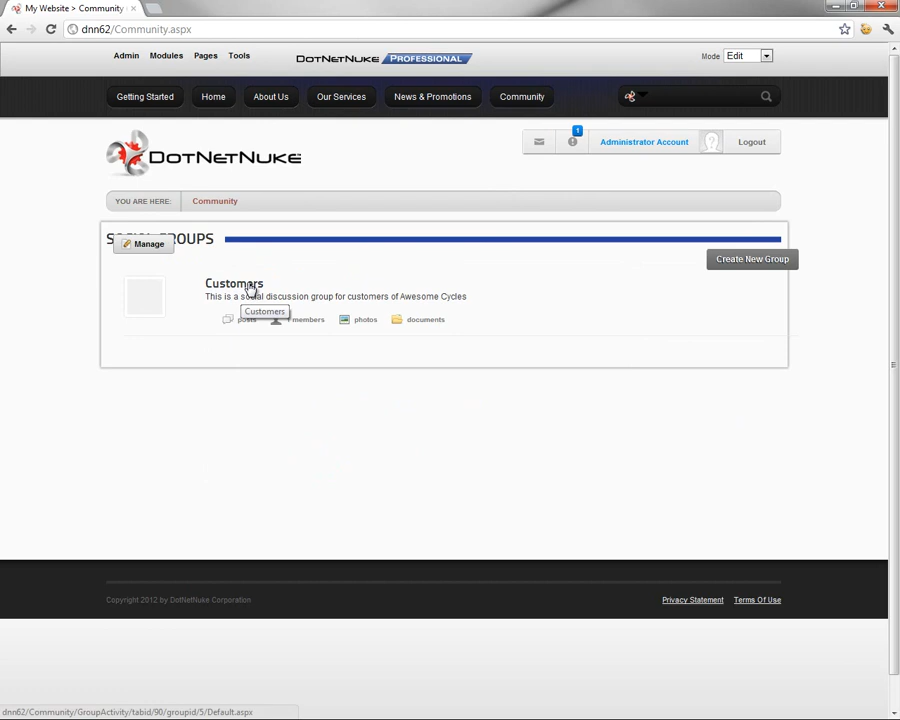 My Website > Community
dnn62/Community.aspx
Admin Modules Pages Tools DOTNETNUKE PROFESSIONAL Mode Edit
Getting Started Home About Us Our Services News & Promotions Community
DOTNETNUKE
1
Administrator Account Logout
YOU ARE HERE: Community
GROUPS
Manage
Create New Group
Customers
This is a social discussion group for customers of Awesome Cycles
Customers
posts members photos documents
Copyright 2012 by DotNetNuke Corporation Privacy Statement Terms Of Use
dnn62/Community/GroupActivity/tabid/90/groupid/5/Default.aspx